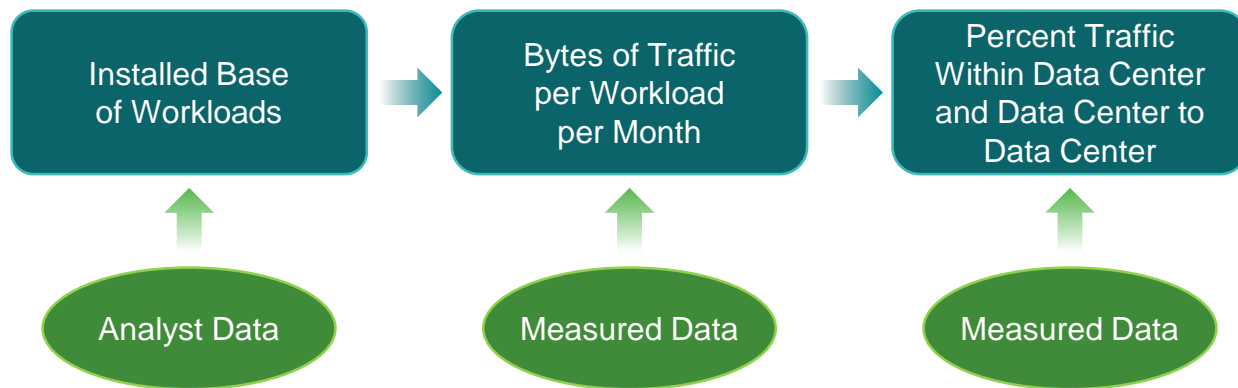 Installed Base
of Workloads
Bytes of Traffic
per Workload
per Month
Percent Traffic
Within Data Center
and Data Center to
Data Center
Analyst Data
Measured Data
Measured Data